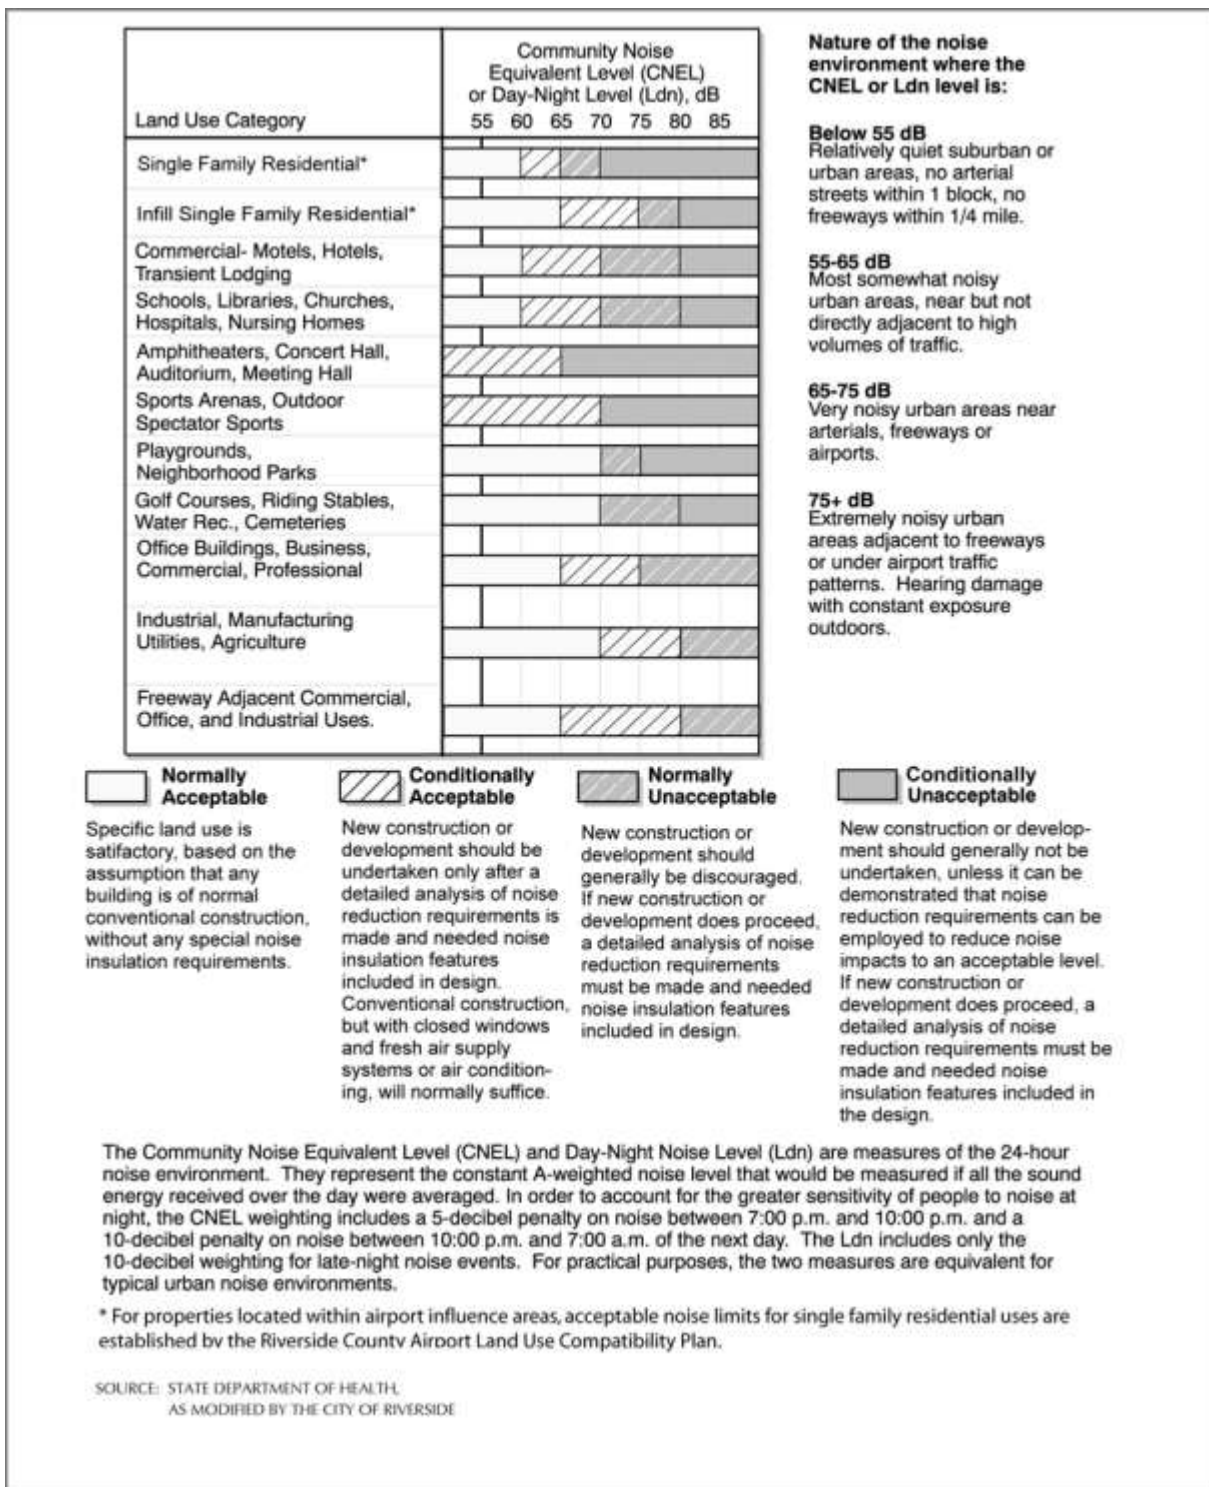 Community Noise
Equivalent Level (CNEL)
or Day-Night Level (Ldn), dB
Land Use Category
55 60 65 70 75 80 85
Single Family Residential*
Infill Single Family Residential*
Commercial- Motels, Hotels,
Transient Lodging
Schools, Libraries, Churches,
Hospitals, Nursing Homes
Amphitheaters, Concert Hall,
Auditorium, Meeting Hall
Sports Arenas, Outdoor
Spectator Sports
Playgrounds,
Neighborhood Parks
Golf Courses, Riding Stables,
Water Rec., Cemeteries
Office Buildings, Business,
Commercial, Professional
Industrial, Manufacturing
Utilities, Agriculture
Freeway Adjacent Commercial,
Office, and Industrial Uses.
Nature of the noise
environment where the
CNEL or Ldn level is:
Below 55 dB
Relatively quiet suburban or
urban areas, no arterial
streets within 1 block, no
freeways within 1/4 mile.
55-65 dB
Most somewhat noisy
urban areas, near but not
directly adjacent to high
volumes of traffic.
65-75 dB
Very noisy urban areas near
arterials, freeways or
airports.
75+ dB
Extremely noisy urban
areas adjacent to freeways
or under airport traffic
patterns. Hearing damage
with constant exposure
outdoors.
Normally
Acceptable
Specific land use is
satifactory, based on the
assumption that any
building is of normal
conventional construction,
without any special noise
insulation requirements.
Conditionally
Acceptable
New construction or
development should be
undertaken only after a
detailed analysis of noise
reduction requirements is
made and needed noise
insulation features
included in design.
Conventional construction,
but with closed windows
and fresh air supply
systems or air condition-
ing, will normally suffice.
Normally
Unacceptable
New construction or
development should
generally be discouraged.
If new construction or
development does proceed,
a detailed analysis of noise
reduction requirements
must be made and needed
noise insulation features
included in design.
Conditionally
Unacceptable
New construction or develop-
ment should generally not be
undertaken, unless it can be
demonstrated that noise
reduction requirements can be
employed to reduce noise
impacts to an acceptable level.
If new construction or
development does proceed, a
detailed analysis of noise
reduction requirements must be
made and needed noise
insulation features included in
the design.
The Community Noise Equivalent Level (CNEL) and Day-Night Noise Level (Ldn) are measures of the 24-hour
noise environment. They represent the constant A-weighted noise level that would be measured if all the sound
energy received over the day were averaged. In order to account for the greater sensitivity of people to noise at
night, the CNEL weighting includes a 5-decibel penalty on noise between 7:00 p.m. and 10:00 p.m. and a
10-decibel penalty on noise between 10:00 p.m. and 7:00 a.m. of the next day. The Ldn includes only the
10-decibel weighting for late-night noise events. For practical purposes, the two measures are equivalent for
typical urban noise environments.
* For properties located within airport influence areas, acceptable noise limits for single family residential uses are
established by the Riverside County Airport Land Use Compatibility Plan.
SOURCE: STATE DEPARTMENT OF HEALTH,
AS MODIFIED BY THE CITY OF RIVERSIDE